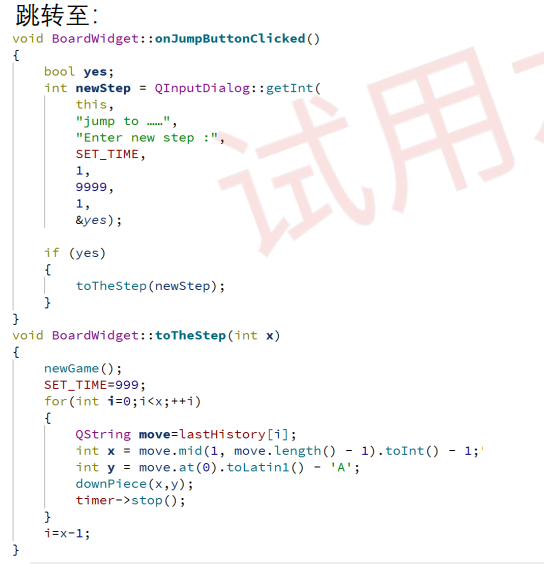 跳转至：
void BoardWidget::onJumpButtonClicked()
{
    bool yes;
    int newStep = QInputDialog::getInt(
        this,
        "jump to ……",
        "Enter new step :",
        SET_TIME,
        1,
        9999,
        1,
        &yes);

    if (yes)
    {
        toTheStep(newStep);
    }
}
void BoardWidget::toTheStep(int x)
{
    newGame();
    SET_TIME=999;
    for(int i=0;i<x;++i)
    {
        QString move=lastHistory[i];
        int x = move.mid(1, move.length() - 1).toInt() - 1;
        int y = move.at(0).toLatin1() - 'A';
        downPiece(x,y);
        timer->stop();
    }
    i=x-1;
}
试用